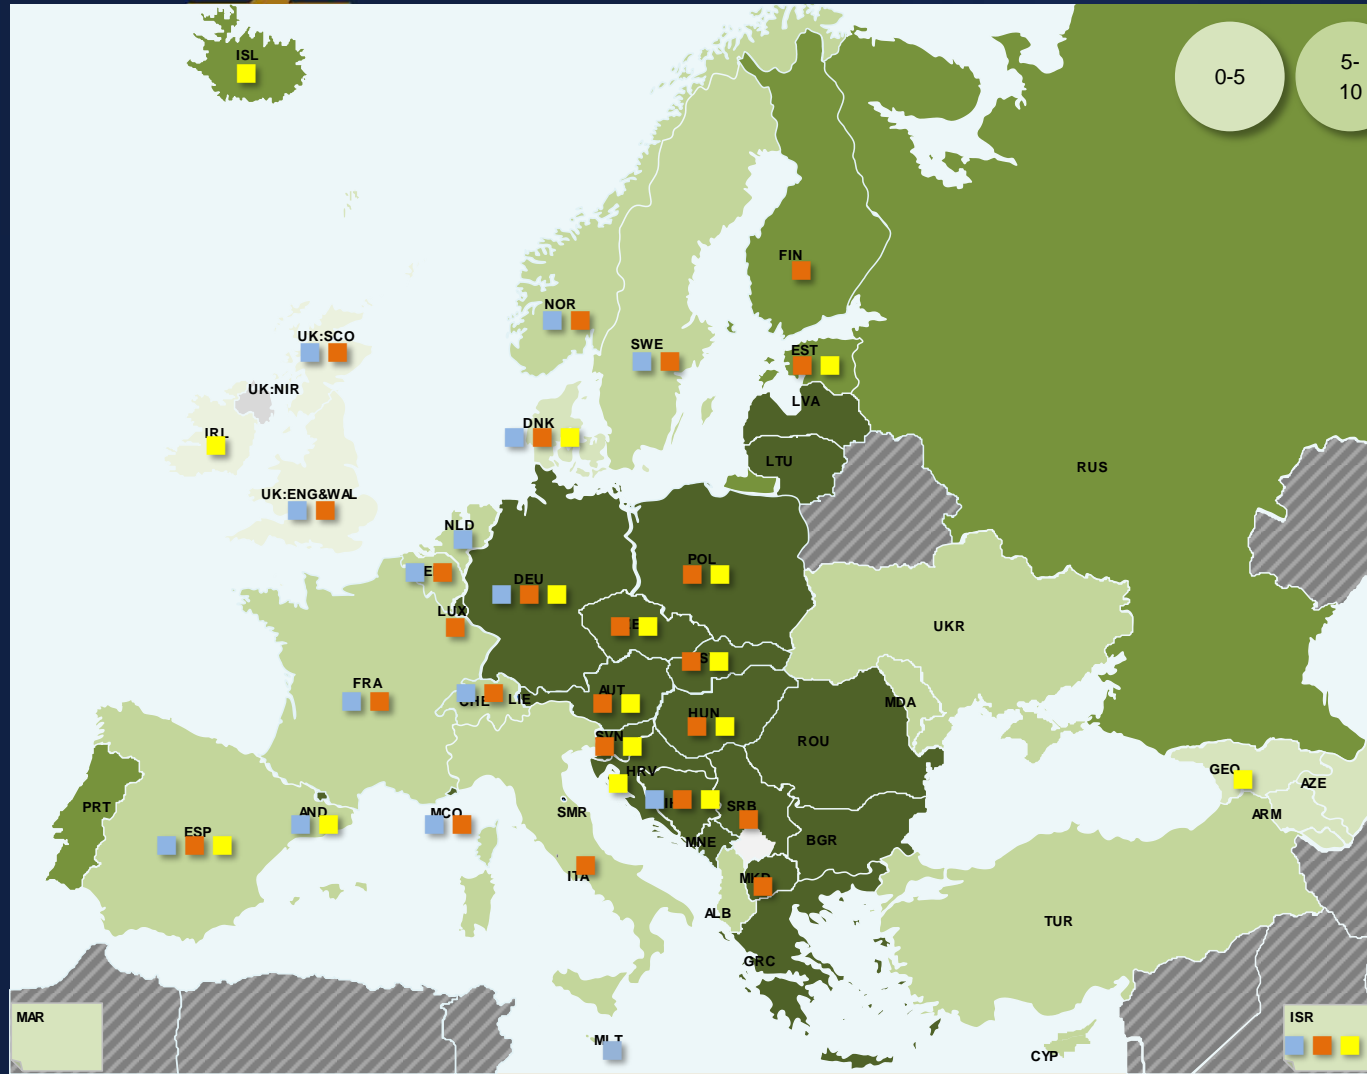 ISL
0-5
5-
10
FIN
NOR
UK:SCO
SWE
EST
UK:NIR
LVA
DNK
IRL
LTU
RUS
UK:ENG&WAL
NLD
POL
DEU
LUX
UKR
FRA
AUT
LIE
CHE
MDA
HUN
SVN
ROU
HRV
GEO
AZE
PRT
AND
MCO
SMR
SRB
ARM
ESP
MNE
BGR
ITA
MKD
ALB
TUR
GRC
MAR
ISR
MLT
CYP